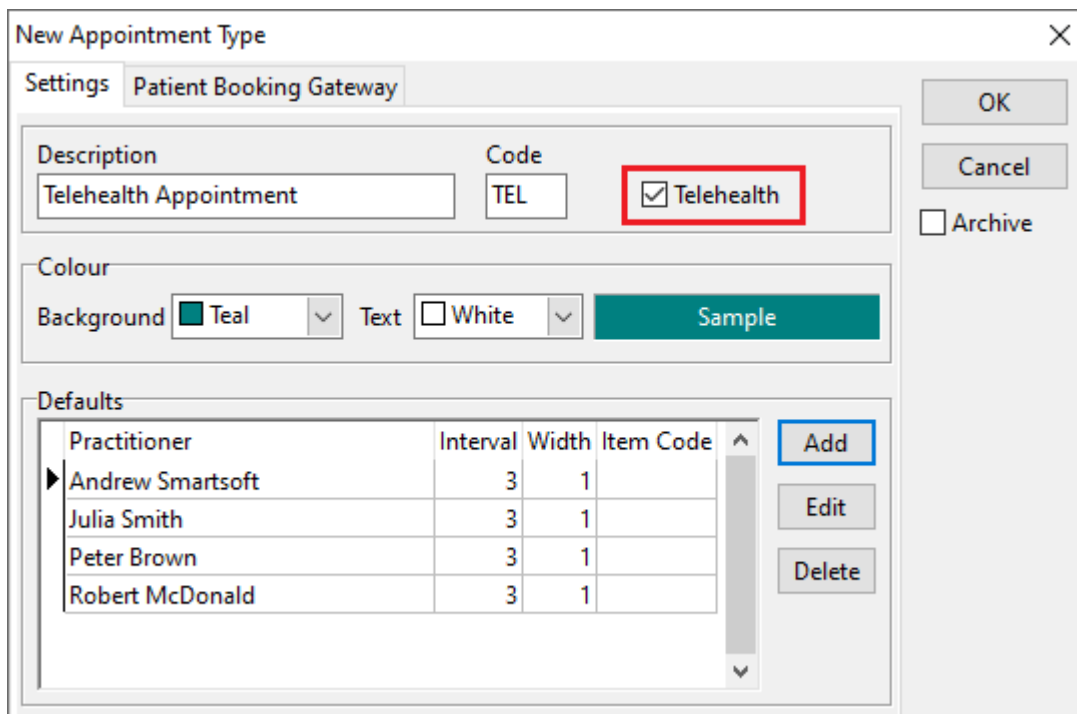 New Appointment Type
Settings Patient Booking Gateway
OK
Cancel
Archive
Description Code
Telehealth Appointment TEL Telehealth
Colour
Background Teal Text White Sample
Defaults
Practitioner Interval Width Item Code
Andrew Smartsoft 3 1
Julia Smith 3 1
Peter Brown 3 1
Robert McDonald 3 1
Add
Edit
Delete